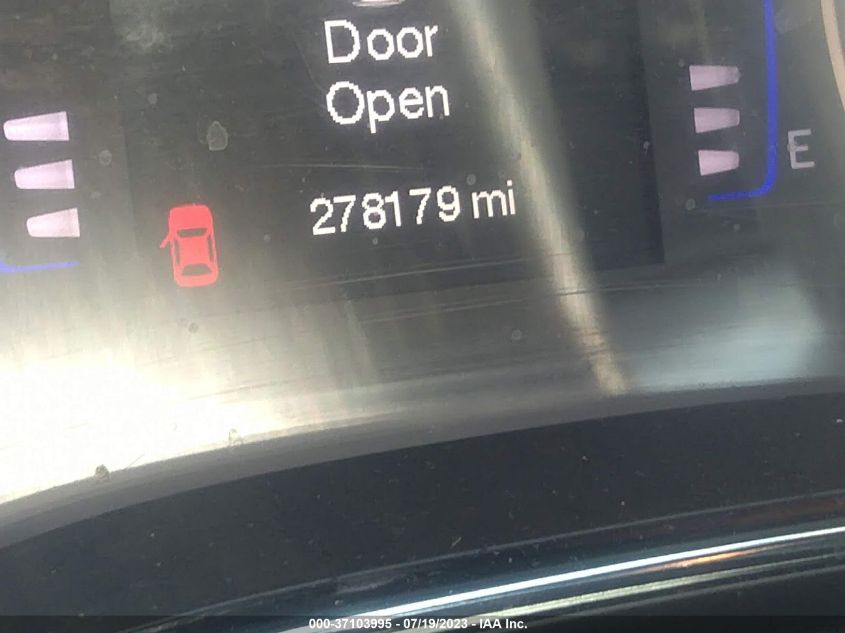 Door
Open
278179 mi
E
000-37103995 - 07/19/2023 - IAA Inc.